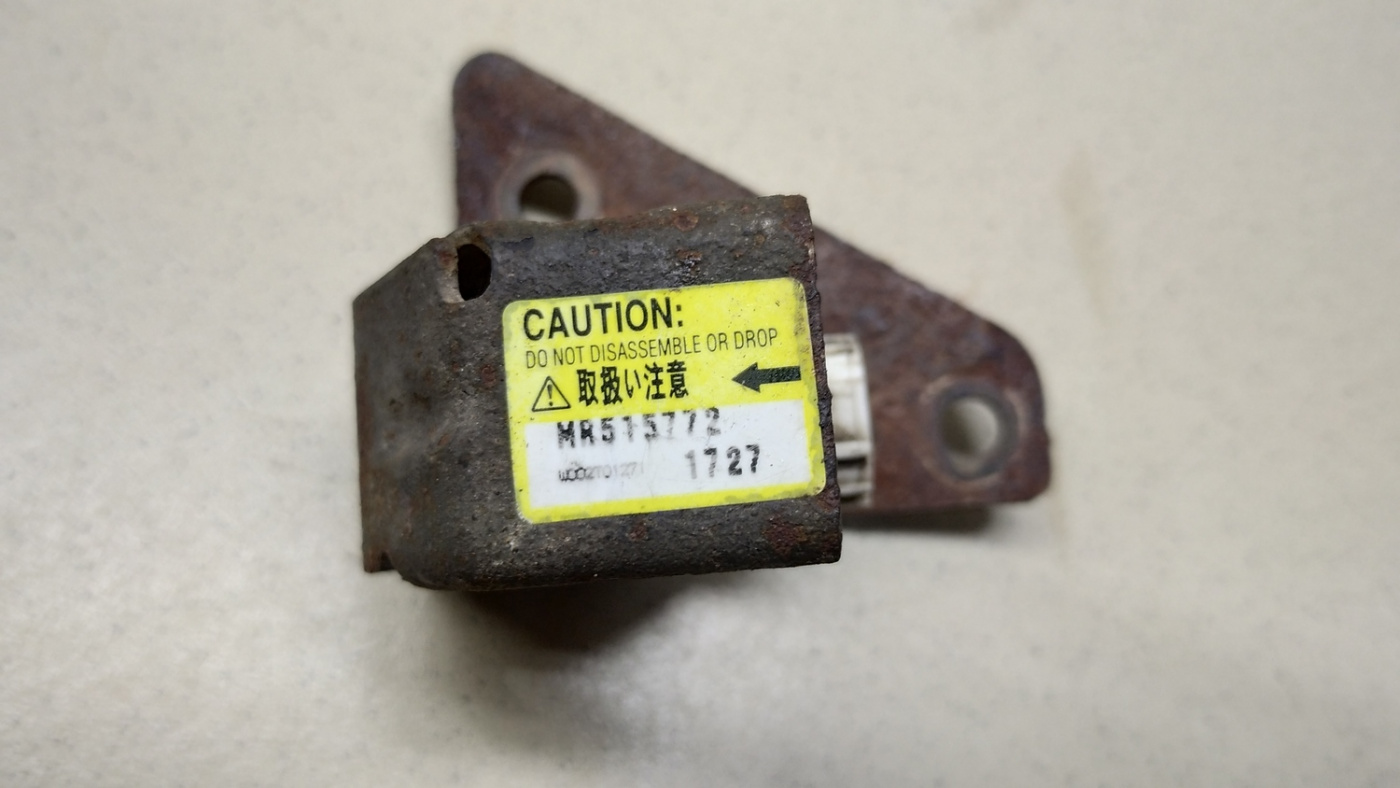 CAUTION:
DO NOT DISASSEMBLE OR DROP
取扱い注意
MR515772
1727